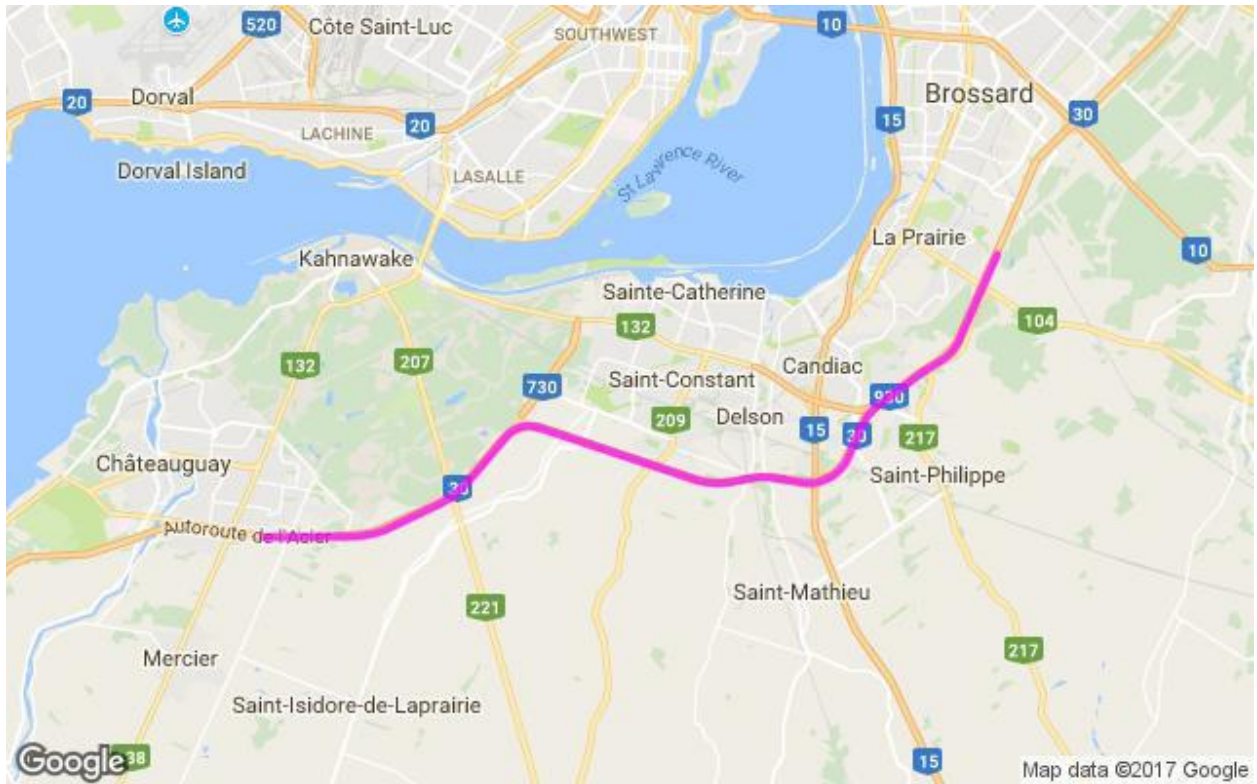 520
Côte Saint-Luc
SOUTHWEST
10
Brossard
20
Dorval
LACHINE
20
15
30
Dorval Island
LASALLE
St Lawrence River
La Prairie
Kahnawake
10
Sainte-Catherine
132
104
132
207
Candiac
730
Saint-Constant
930
209
Delson
15
30
217
Châteauguay
Saint-Philippe
30
Autoroute de l'Acier
Saint-Mathieu
221
Mercier
217
Saint-Isidore-de-Laprairie
Google
38
15
Map data ©2017 Google